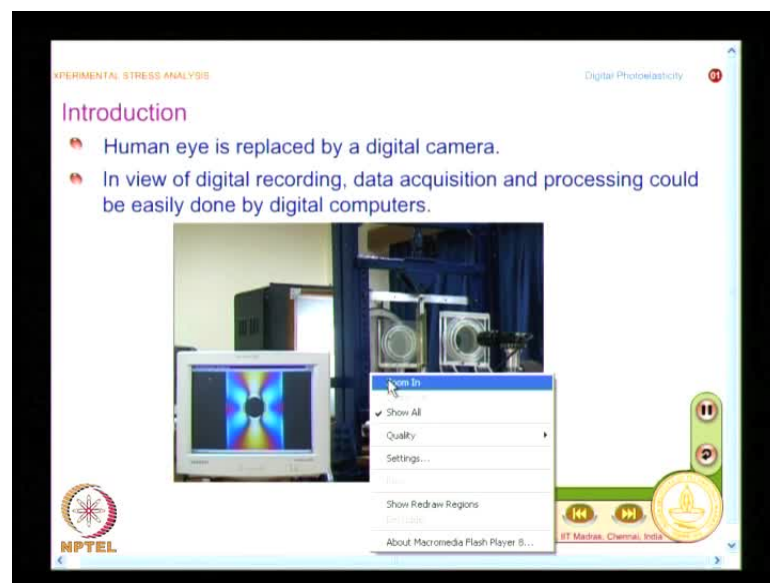 XPERIMENTAL STRESS ANALYSIS
Digital Photoelasticity 01
Introduction
Human eye is replaced by a digital camera.
In view of digital recording, data acquisition and processing could
be easily done by digital computers.
Zoom In
Show All
Quality
Settings...
Show Redraw Regions
About Macromedia Flash Player 8...
NPTEL
IIT Madras, Chennai, India